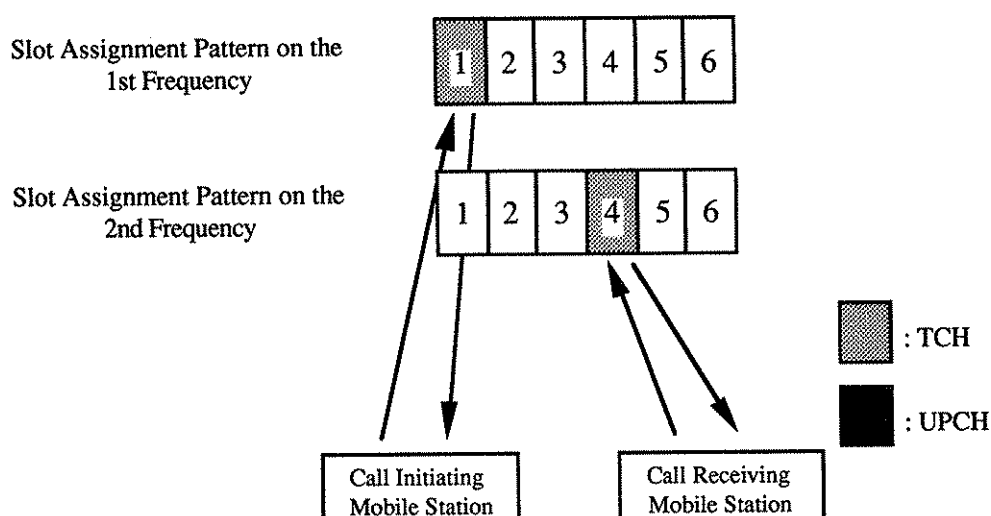 Slot Assignment Pattern on the
1st Frequency
1 2 3 4 5 6
Slot Assignment Pattern on the
2nd Frequency
1 2 3 4 5 6
: TCH
: UPCH
Call Initiating
Mobile Station
Call Receiving
Mobile Station